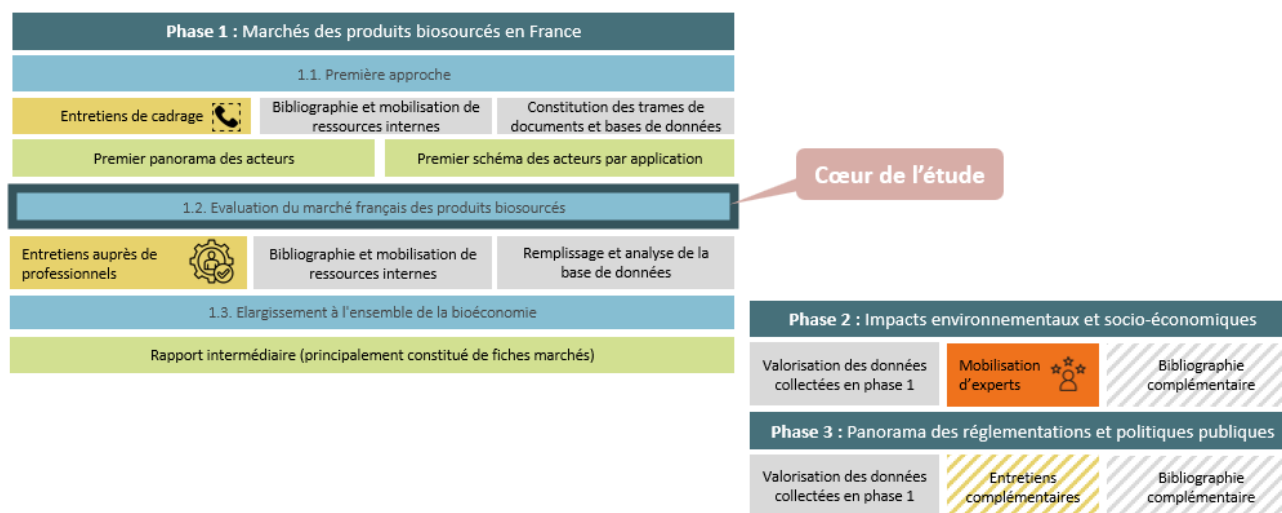 Phase 1 : Marchés des produits biosourcés en France
1.1. Première approche
Entretiens de cadrage
Bibliographie et mobilisation de
ressources internes
Constitution des trames de
documents et bases de données
Premier panorama des acteurs
Premier schéma des acteurs par application
Cœur de l’étude
1.2. Evaluation du marché français des produits biosourcés
Entretiens auprès de
professionnels
Bibliographie et mobilisation de
ressources internes
Remplissage et analyse de la
base de données
1.3. Elargissement à l'ensemble de la bioéconomie
Rapport intermédiaire (principalement constitué de fiches marchés)
Phase 2 : Impacts environnementaux et socio-économiques
Valorisation des données
collectées en phase 1
Mobilisation
d’experts
Bibliographie
complémentaire
Phase 3 : Panorama des réglementations et politiques publiques
Valorisation des données
collectées en phase 1
Entretiens
complémentaires
Bibliographie
complémentaire